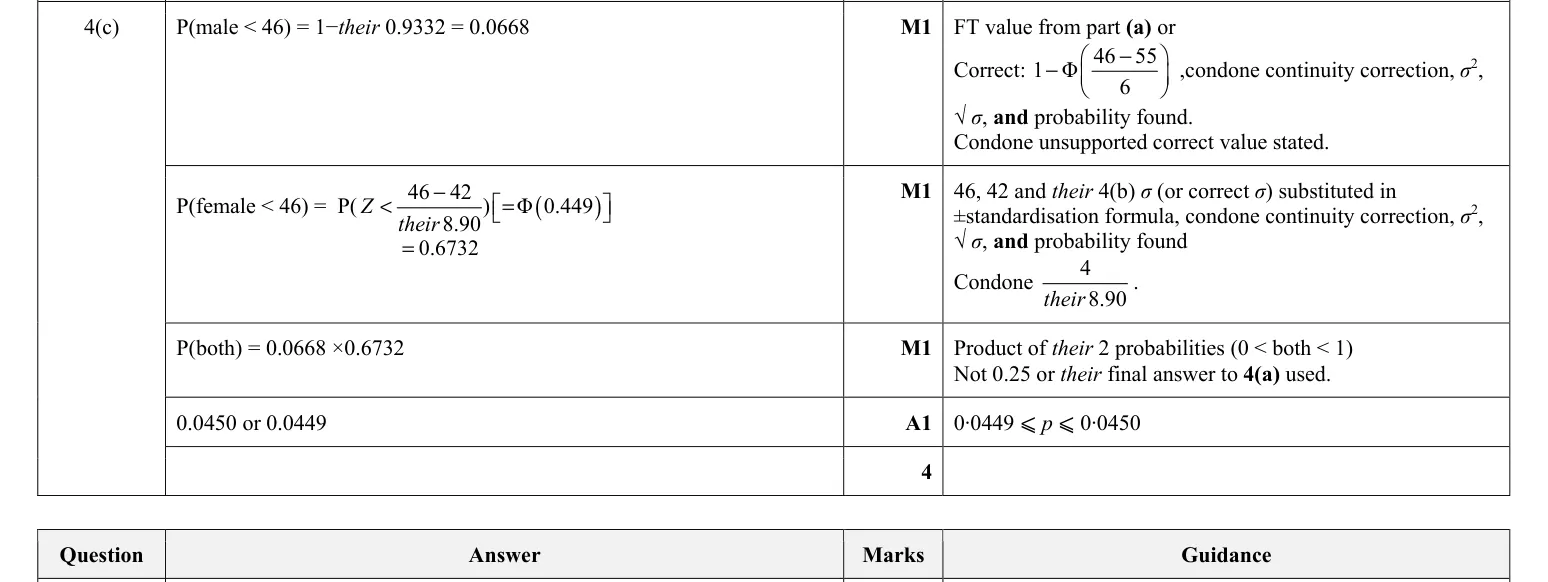 4(c)
P(male < 46) = 1−their 0.9332 = 0.0668
M1
FT value from part (a) or
Correct: 1 − Φ((46 − 55)/6) ,condone continuity correction, σ²,
√ σ, and probability found.
Condone unsupported correct value stated.
P(female < 46) = P( Z < (46 − 42)/(their 8.90) ) [= Φ(0.449)]
= 0.6732
M1
46, 42 and their 4(b) σ (or correct σ) substituted in
±standardisation formula, condone continuity correction, σ²,
√ σ, and probability found
Condone 4/(their 8.90) .
P(both) = 0.0668 ×0.6732
M1
Product of their 2 probabilities (0 < both < 1)
Not 0.25 or their final answer to 4(a) used.
0.0450 or 0.0449
A1
0·0449 ⩽ p ⩽ 0·0450
4
Question Answer Marks Guidance